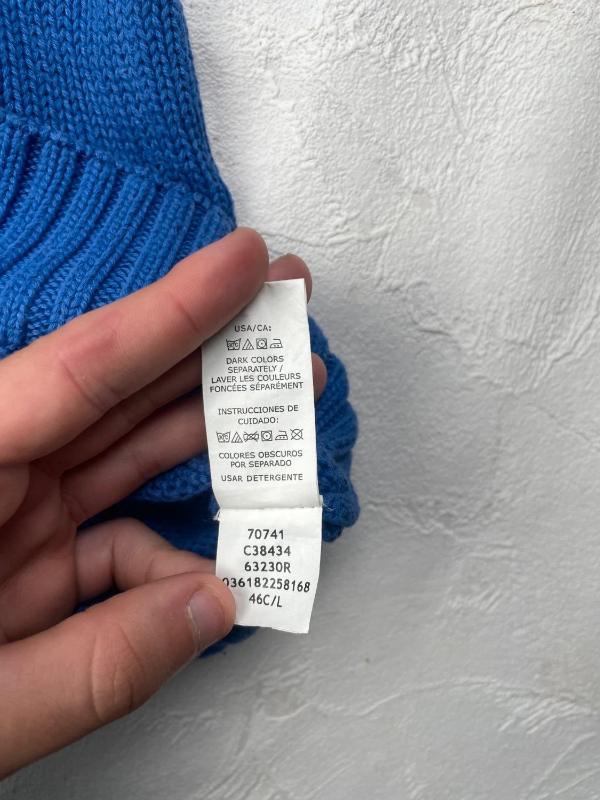 USA/CA:
DARK COLORS
SEPARATELY /
LAVER LES COULEURS
FONCÉES SÉPARÉMENT
INSTRUCCIONES DE
CUIDADO:
COLORES OBSCUROS
POR SEPARADO
USAR DETERGENTE
70741
C38434
63230R
036182258168
46C/L